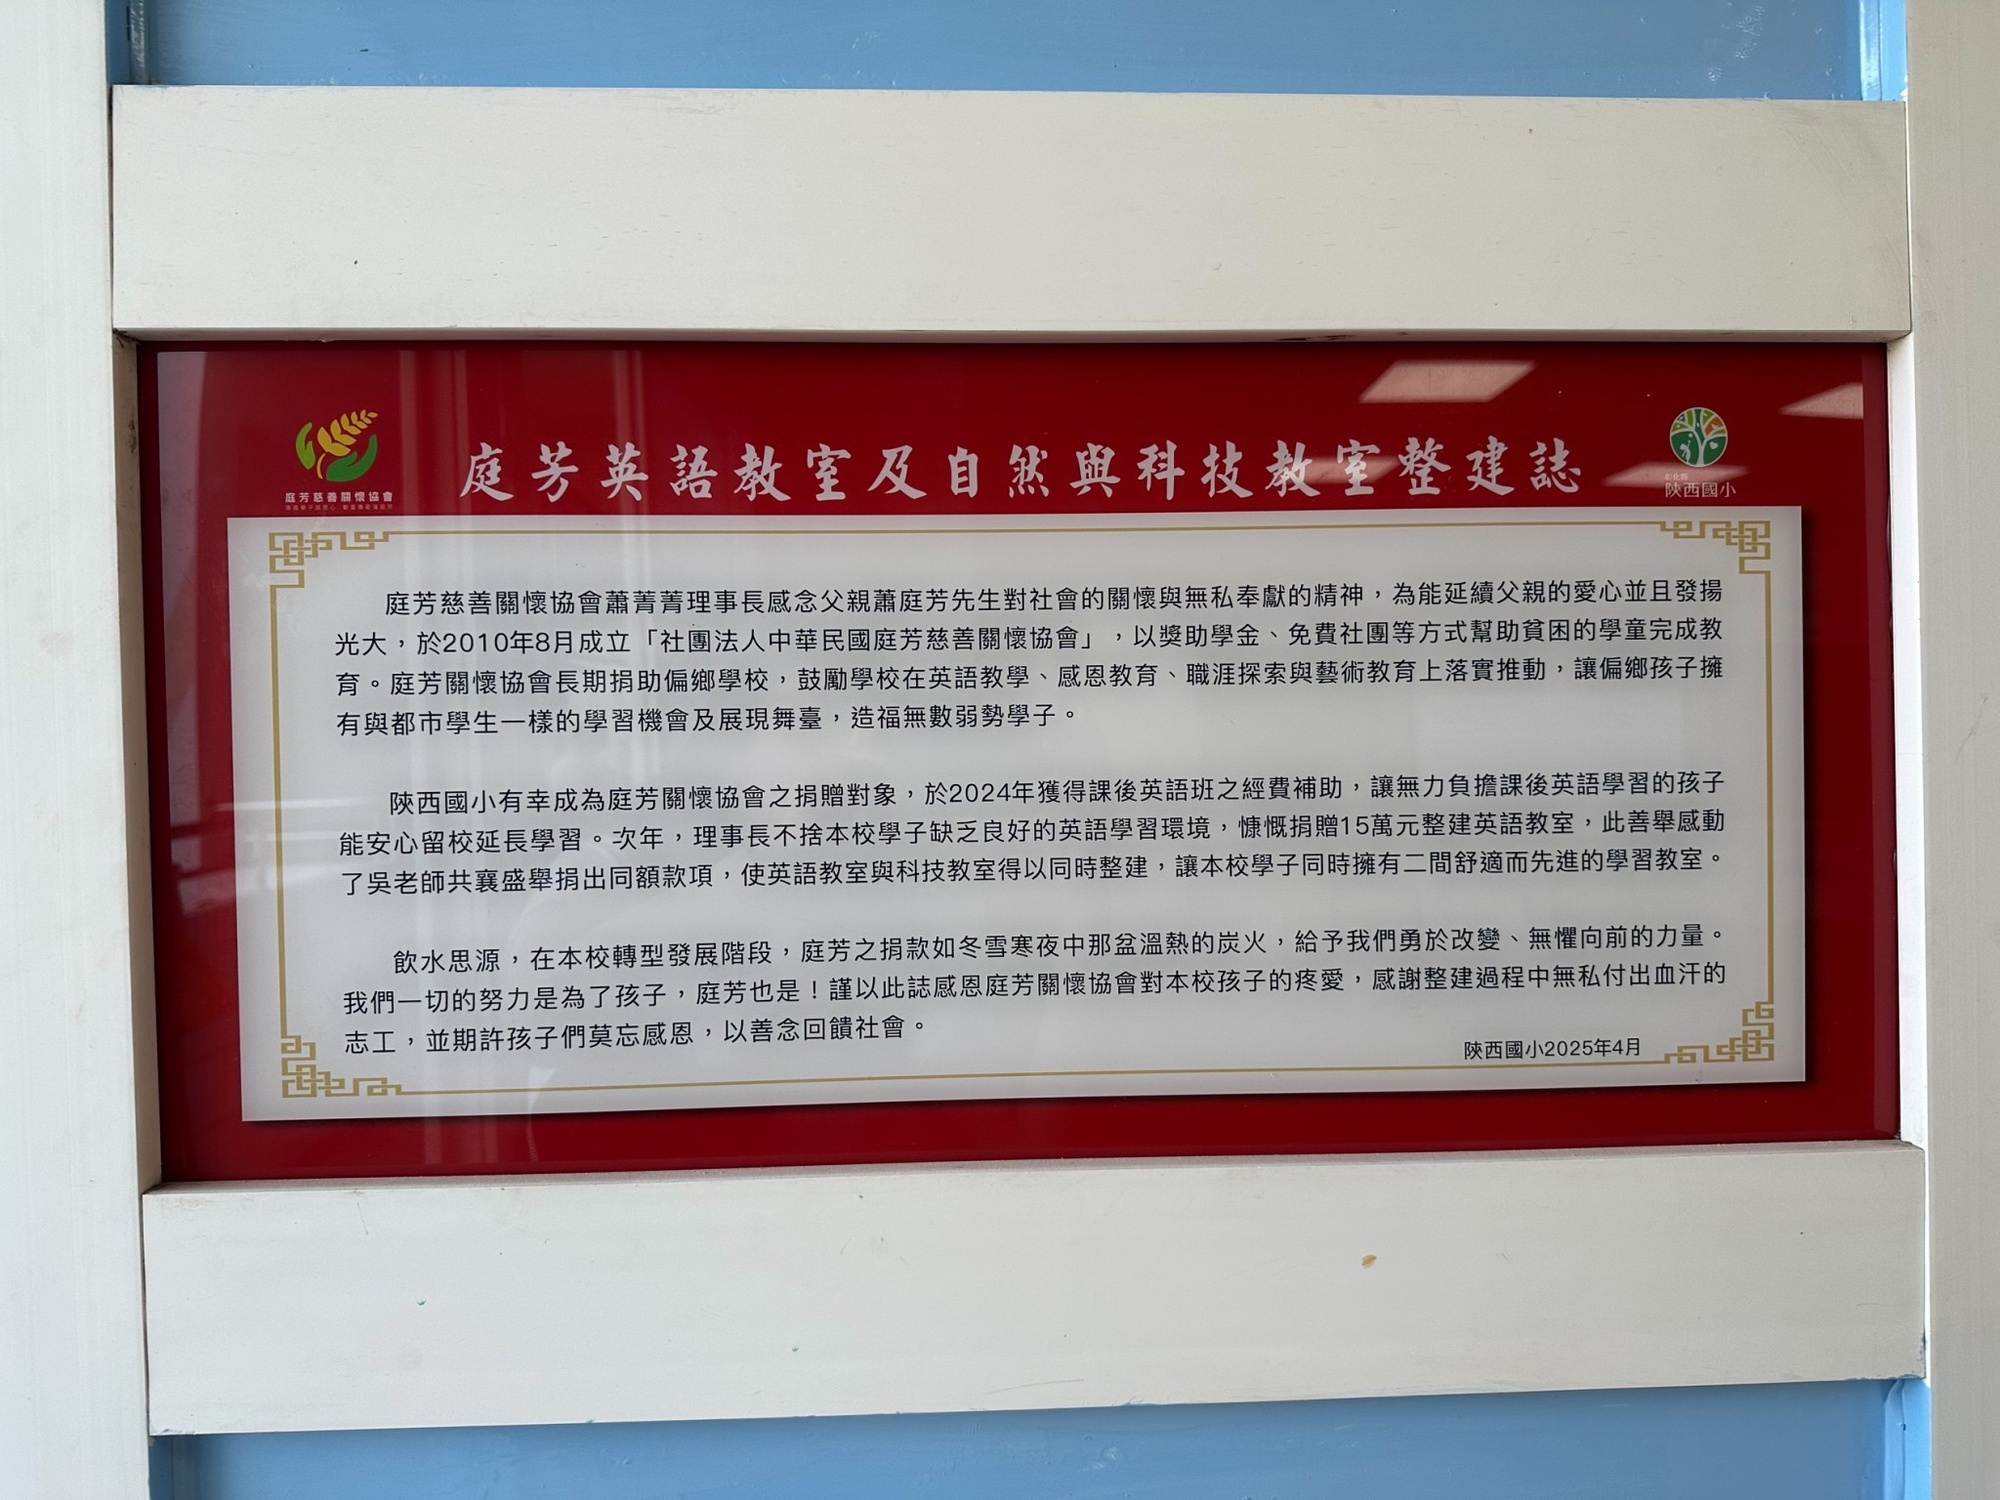 庭芳慈善關懷協會
庭芳英語教室及自然與科技教室整建誌
彰化縣
陝西國小
庭芳慈善關懷協會蕭菁菁理事長感念父親蕭庭芳先生對社會的關懷與無私奉獻的精神，為能延續父親的愛心並且發揚
光大，於2010年8月成立「社團法人中華民國庭芳慈善關懷協會」，以獎助學金、免費社團等方式幫助貧困的學童完成教
育。庭芳關懷協會長期捐助偏鄉學校，鼓勵學校在英語教學、感恩教育、職涯探索與藝術教育上落實推動，讓偏鄉孩子擁
有與都市學生一樣的學習機會及展現舞臺，造福無數弱勢學子。
陝西國小有幸成為庭芳關懷協會之捐贈對象，於2024年獲得課後英語班之經費補助，讓無力負擔課後英語學習的孩子
能安心留校延長學習。次年，理事長不捨本校學子缺乏良好的英語學習環境，慷慨捐贈15萬元整建英語教室，此善舉感動
了吳老師共襄盛舉捐出同額款項，使英語教室與科技教室得以同時整建，讓本校學子同時擁有二間舒適而先進的學習教室。
飲水思源，在本校轉型發展階段，庭芳之捐款如冬雪寒夜中那盆溫熱的炭火，給予我們勇於改變、無懼向前的力量。
我們一切的努力是為了孩子，庭芳也是！謹以此誌感恩庭芳關懷協會對本校孩子的疼愛，感謝整建過程中無私付出血汗的
志工，並期許孩子們莫忘感恩，以善念回饋社會。
陝西國小2025年4月